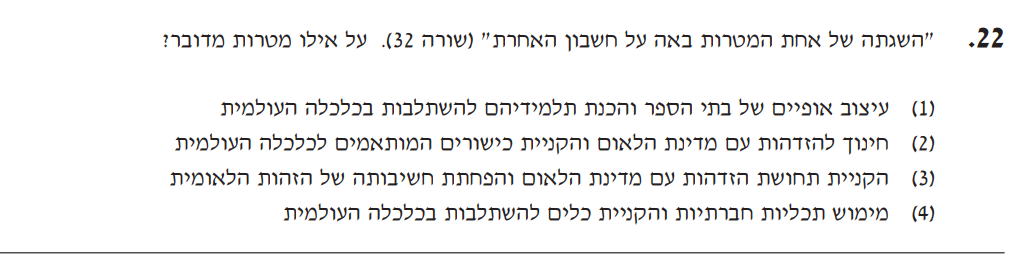 22. "השגתה של אחת המטרות באה על חשבון האחרת" (שורה 32). על אילו מטרות מדובר?
(1) עיצוב אופיים של בתי הספר והכנת תלמידיהם להשתלבות בכלכלה העולמית
(2) חינוך להזדהות עם מדינת הלאום והקניית כישורים המותאמים לכלכלה העולמית
(3) הקניית תחושת הזדהות עם מדינת הלאום והפחתת חשיבותה של הזהות הלאומית
(4) מימוש תכליות חברתיות והקניית כלים להשתלבות בכלכלה העולמית